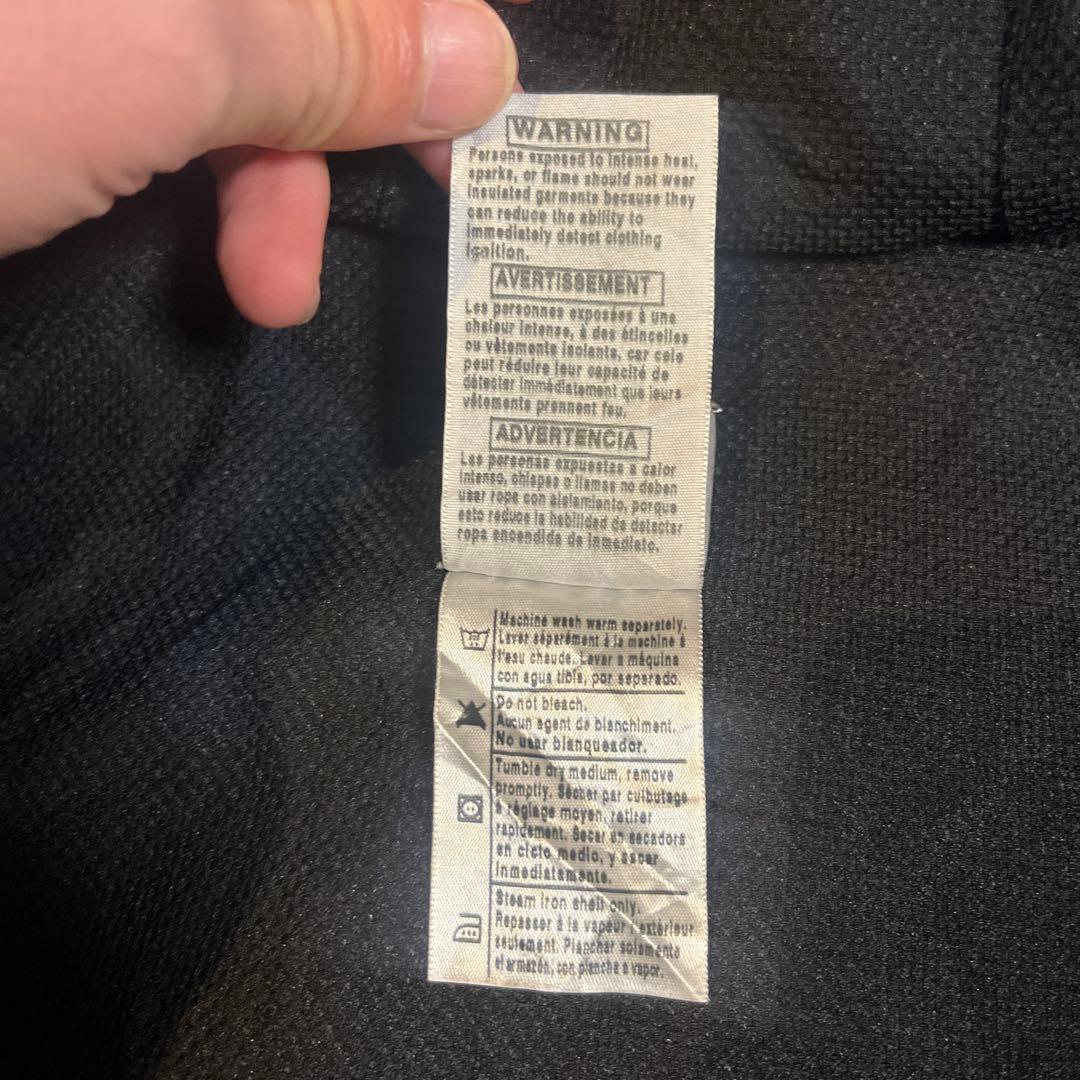 WARNING
Persons exposed to intense heat,
sparks, or flame should not wear
insulated garments because they
can reduce the ability to
immediately detect clothing
ignition.
AVERTISSEMENT
Les personnes exposées à une
chaleur intense, à des étincelles
ou vêtements isolants, car cela
peut réduire leur capacité de
détecter immédiatement que leurs
vêtements prennent feu.
ADVERTENCIA
Las personas expuestas a calor
intenso, chispas o llamas no deben
usar ropa con aislamiento, porque
esto reduce la habilidad de detectar
ropa encendida de inmediato.
Machine wash warm separately.
Laver séparément à la machine à
l'eau chaude. Lavar a máquina
con agua tibia, por separado.
Do not bleach.
Aucun agent de blanchiment.
No usar blanqueador.
Tumble dry medium, remove
promptly. Sécher par culbutage
à réglage moyen, retirer
rapidement. Secar en secadora
en ciclo medio, y sacar
inmediatamente.
Steam iron shell only.
Repasser à la vapeur l'extérieur
seulement. Planchar solamente
el armazón, con plancha a vapor.